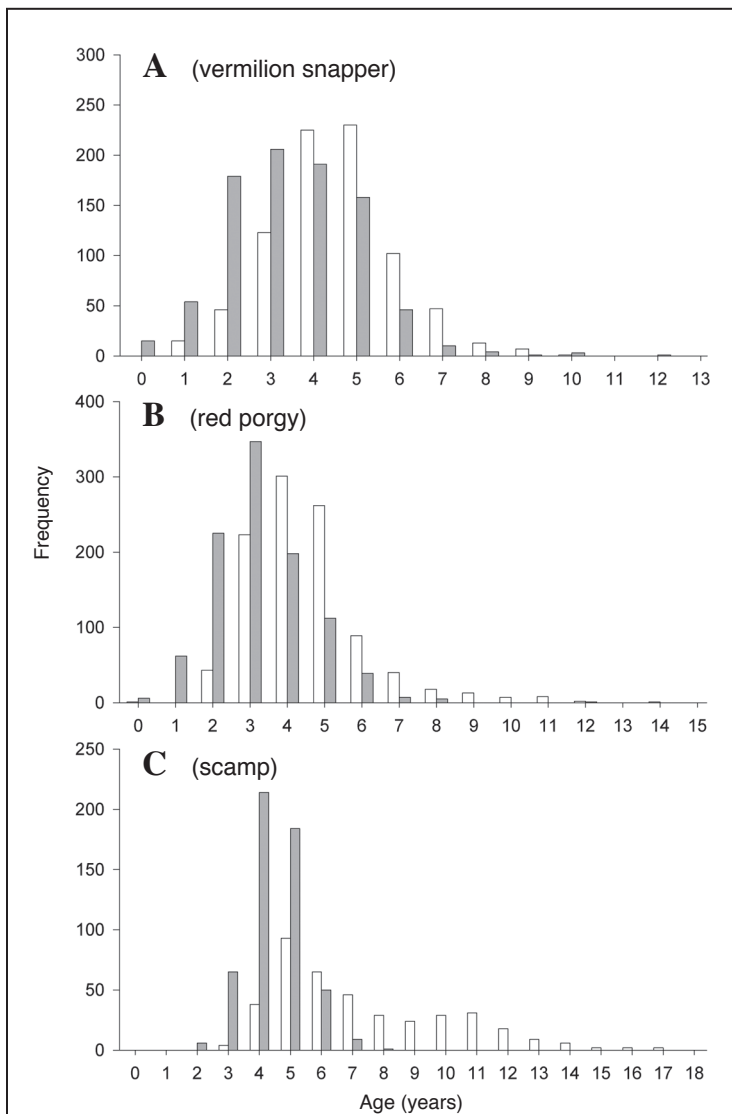 A (vermilion snapper)
300
250
200
150
100
50
0
0 1 2 3 4 5 6 7 8 9 10 11 12 13
B (red porgy)
400
300
200
100
0
0 1 2 3 4 5 6 7 8 9 10 11 12 13 14 15
Frequency
C (scamp)
250
200
150
100
50
0
0 1 2 3 4 5 6 7 8 9 10 11 12 13 14 15 16 17 18
Age (years)